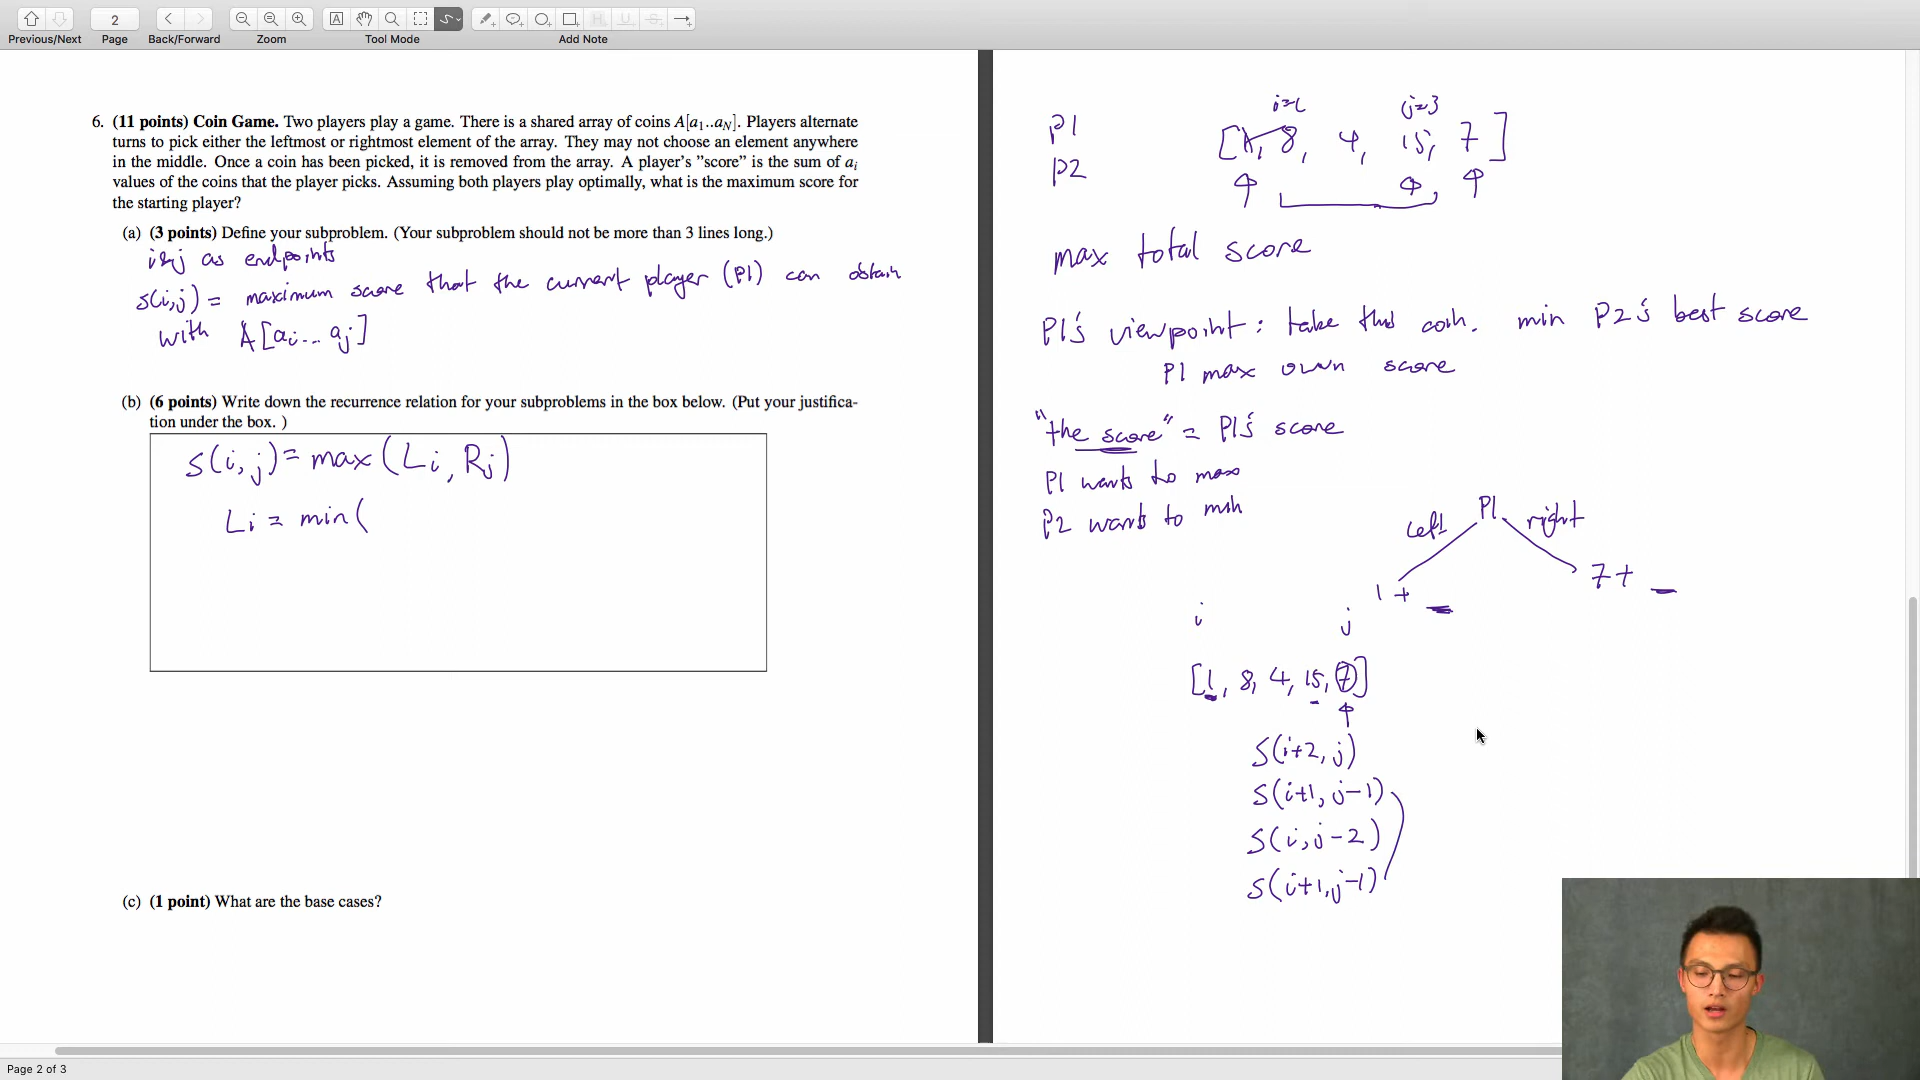 2
Previous/Next Page Back/Forward Zoom Tool Mode Add Note
6. (11 points) Coin Game. Two players play a game. There is a shared array of coins A[a₁..a_N]. Players alternate
turns to pick either the leftmost or rightmost element of the array. They may not choose an element anywhere
in the middle. Once a coin has been picked, it is removed from the array. A player's ”score” is the sum of aᵢ
values of the coins that the player picks. Assuming both players play optimally, what is the maximum score for
the starting player?
(a) (3 points) Define your subproblem. (Your subproblem should not be more than 3 lines long.)
i & j as endpoints
S(i,j) = maximum score that the current player (P1) can obtain
with A[aᵢ... aⱼ]
(b) (6 points) Write down the recurrence relation for your subproblems in the box below. (Put your justifica-
tion under the box. )
S(i,j) = max(Li, Rj)
Li = min(
(c) (1 point) What are the base cases?
P1
P2
i=1 j=3
[1, 8, 4, 15, 7]
max total score
P1's viewpoint: take this coin. min P2's best score
P1 max own score
"the score" = P1's score
P1 wants to max
P2 wants to min
P1
left right
1 + _ 7 + _
i j
[1, 8, 4, 15, 7]
S(i+2, j)
S(i+1, j-1)
S(i, j-2)
S(i+1, j-1)
Page 2 of 3